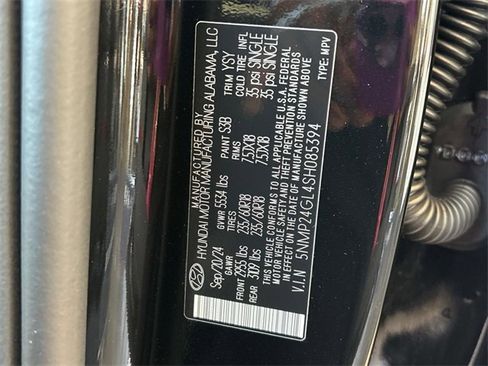 MANUFACTURED BY
HYUNDAI MOTOR MANUFACTURING ALABAMA, LLC
Sep/20/24 GVWR 5534 lbs PAINT S3B TRIM YSY
GAWR TIRES RIMS COLD TIRE INFL
FRONT 2955 lbs 235/60R18 7.5JX18 35 psi SINGLE
REAR 3109 lbs 235/60R18 7.5JX18 35 psi SINGLE
THIS VEHICLE CONFORMS TO ALL APPLICABLE U.S.A. FEDERAL
MOTOR VEHICLE SAFETY AND THEFT PREVENTION STANDARDS
IN EFFECT ON THE DATE OF MANUFACTURE SHOWN ABOVE
V.I.N 5NMP24GL4SH085394 TYPE: MPV